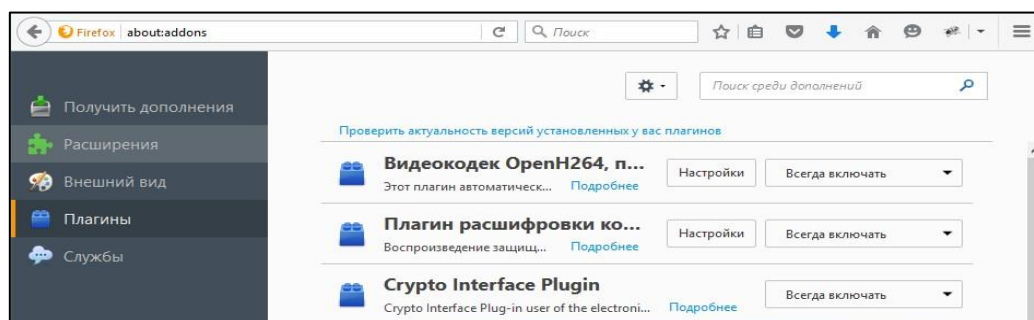 Firefox about:addons Поиск
Получить дополнения
Расширения
Внешний вид
Плагины
Службы
Поиск среди дополнений
Проверить актуальность версий установленных у вас плагинов
Видеокодек OpenH264, п...
Этот плагин автоматическ... Подробнее
Настройки Всегда включать
Плагин расшифровки ко...
Воспроизведение защищ... Подробнее
Настройки Всегда включать
Crypto Interface Plugin
Crypto Interface Plug-in user of the electroni... Подробнее
Всегда включать